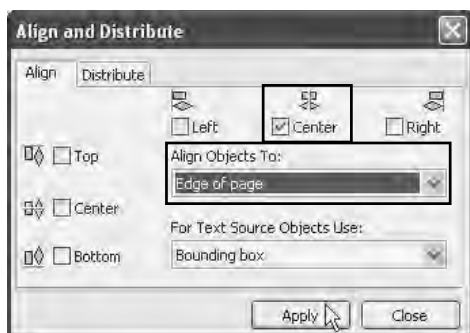 Align and Distribute
Align Distribute
Left Center Right
Top
Align Objects To:
Edge of page
Center
For Text Source Objects Use:
Bottom
Bounding box
Apply Close